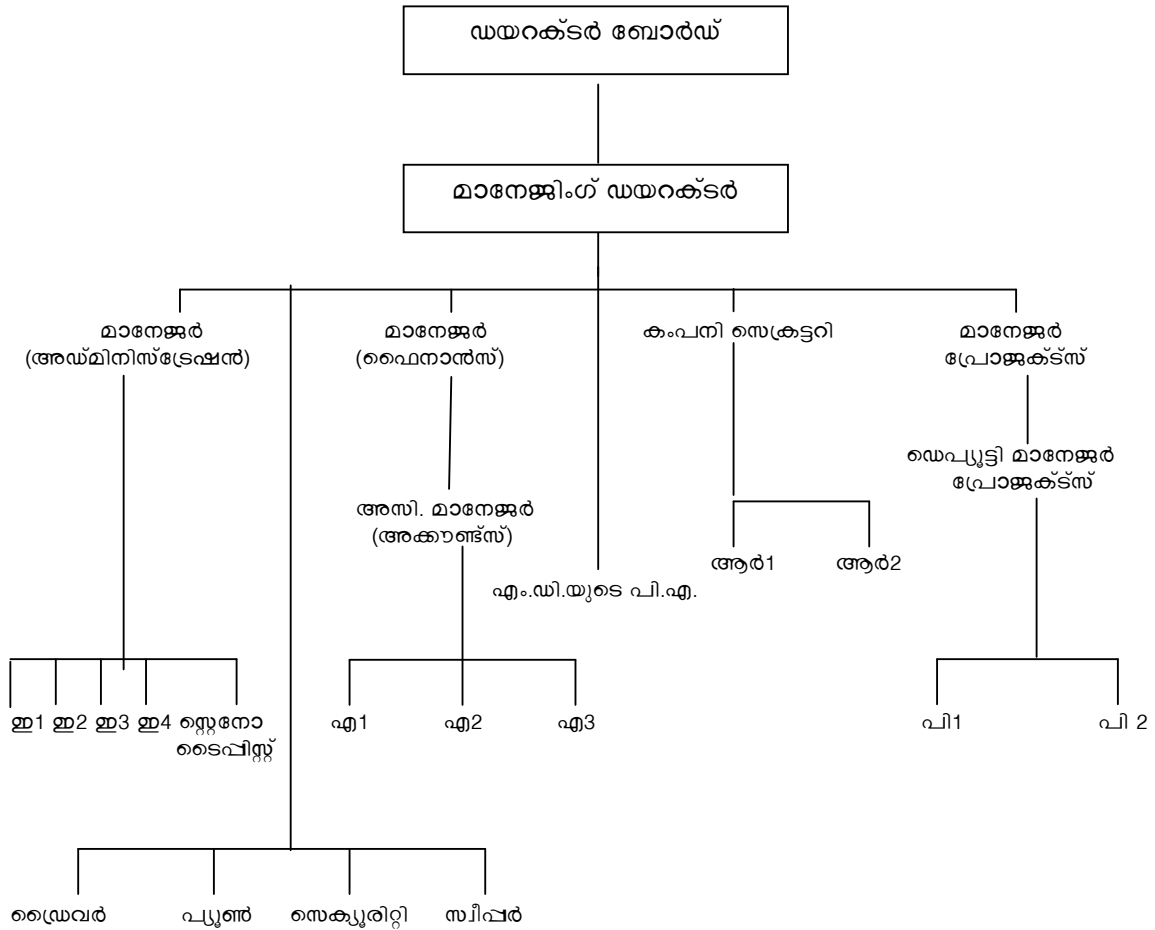 ഡയറക്ടർ ബോർഡ്
മാനേജിംഗ് ഡയറക്ടർ
മാനേജർ
(അഡ്മിനിസ്ട്രേഷൻ)
മാനേജർ
(ഫൈനാൻസ്)
കംപനി സെക്രട്ടറി
മാനേജർ
പ്രോജക്ട്സ്
ഡെപ്യൂട്ടി മാനേജർ
പ്രോജക്ട്സ്
അസി. മാനേജർ
(അക്കൗണ്ട്സ്)
ആർ1
ആർ2
എം.ഡി.യുടെ പി.എ.
ഇ1
ഇ2
ഇ3
ഇ4
സ്റ്റെനോ
ടൈപ്പിസ്റ്റ്
എ1
എ2
എ3
പി1
പി 2
ഡ്രൈവർ
പ്യൂൺ
സെക്യൂരിറ്റി
സ്വീപ്പർ